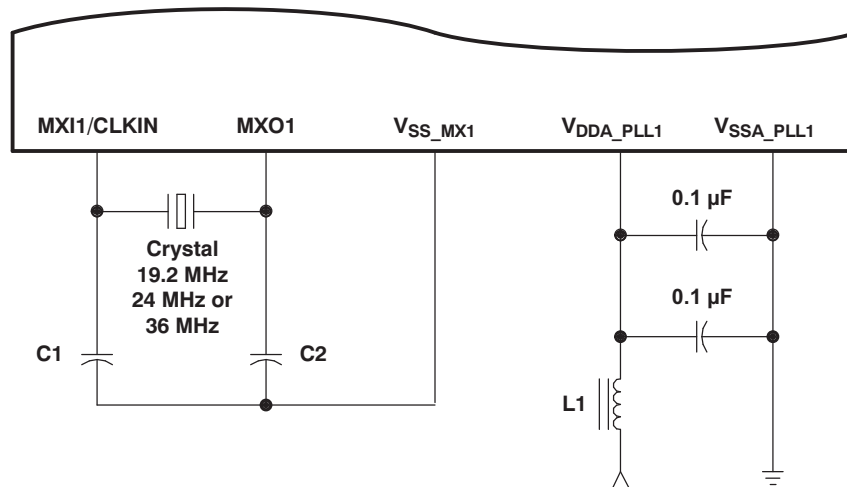 MXI1/CLKIN MXO1 VSS_MX1 VDDA_PLL1 VSSA_PLL1
0.1 µF
Crystal
19.2 MHz
24 MHz or
36 MHz
0.1 µF
C1 C2
L1